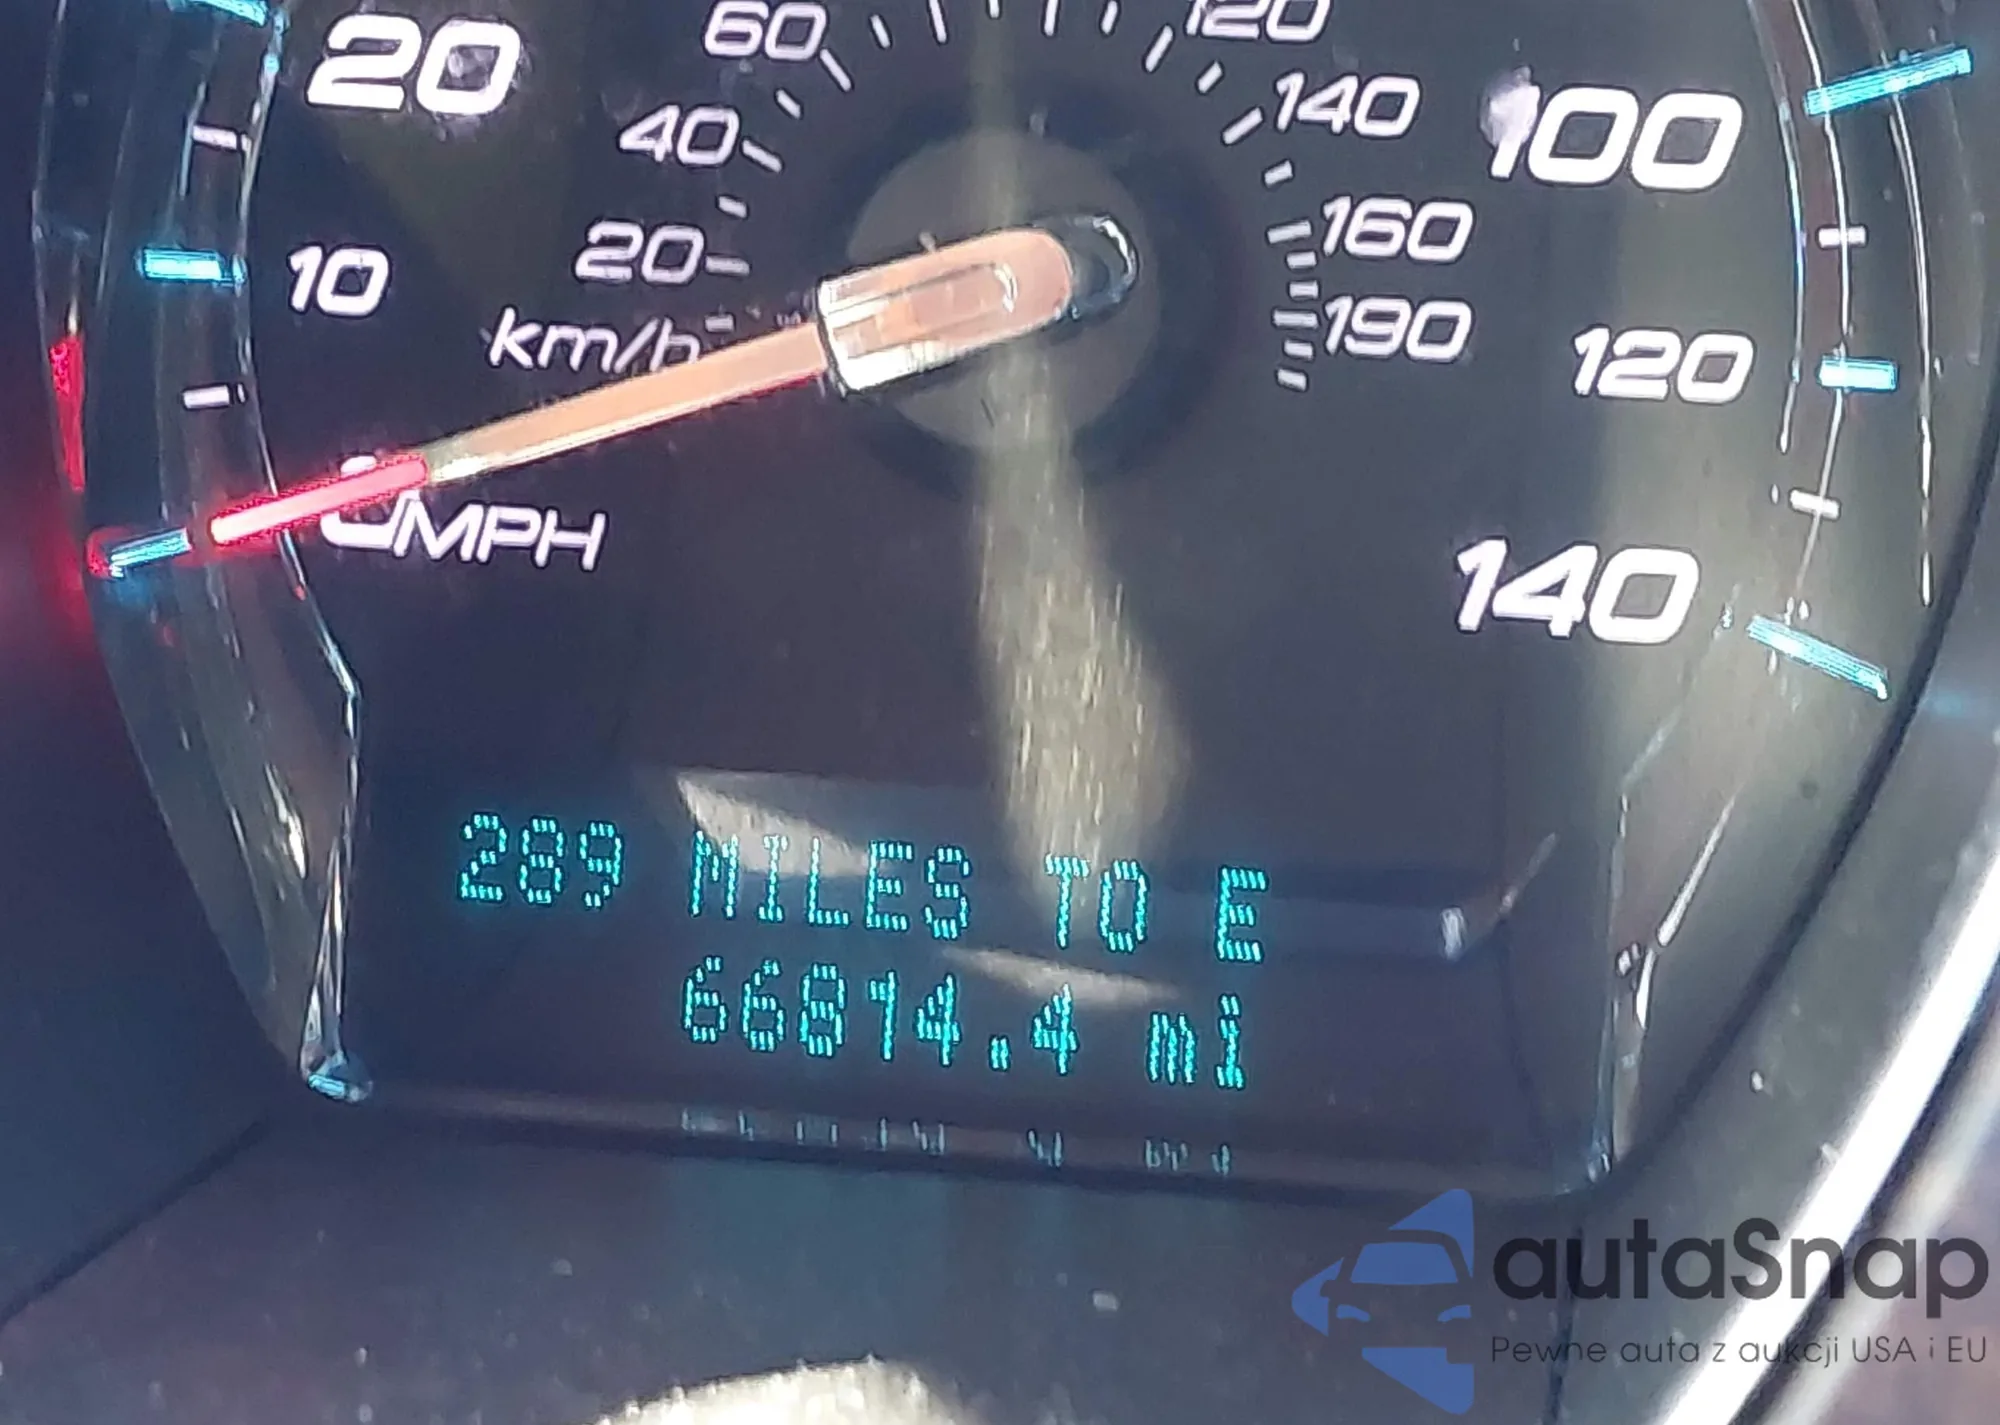 60 120
20 40 140 100
20 160
10 km/h 190 120
0 MPH 140
289 MILES TO E
66814.4 mi
autaSnap
Pewne auta z aukcji USA i EU